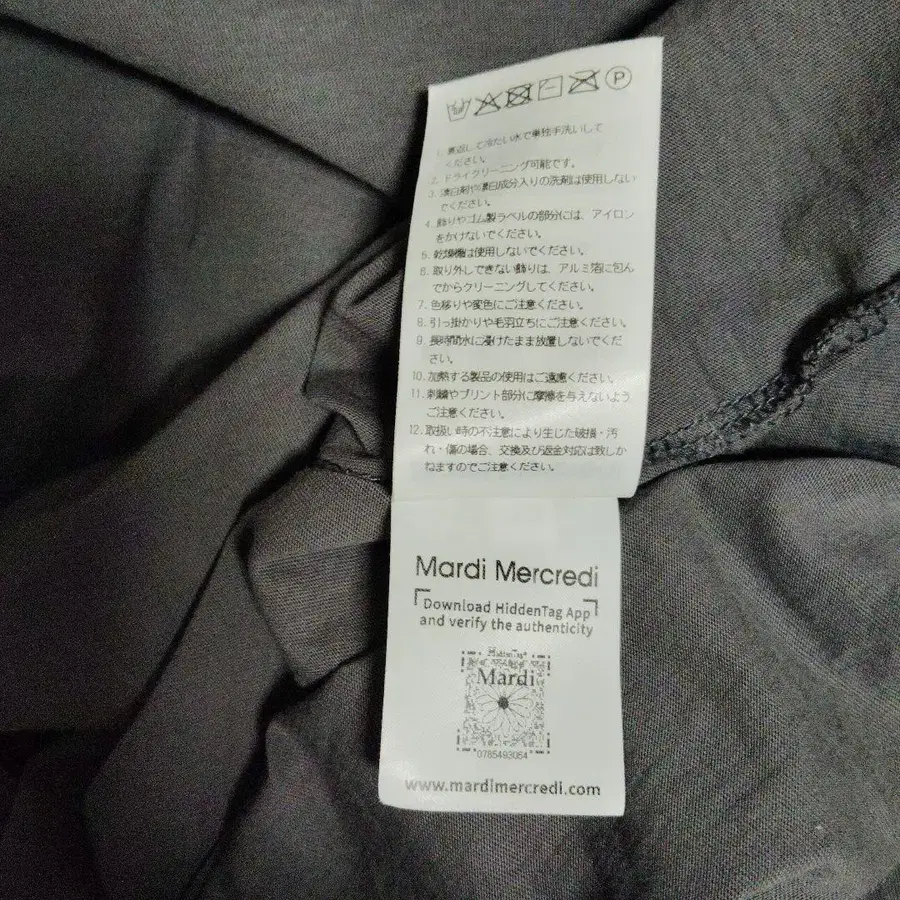 P
1. 裏返して冷たい水で単独手洗いして
ください。
2. ドライクリーニング可能です。
3. 漂白剤や漂白成分入りの洗剤は使用しない
でください。
4. 飾りやゴム製ラベルの部分には、アイロン
をかけないでください。
5. 乾燥機は使用しないでください。
6. 取り外しできない飾りは、アルミ箔に包ん
でからクリーニングしてください。
7. 色移りや変色にご注意ください。
8. 引っ掛かりや毛羽立ちにご注意ください。
9. 長時間水に浸けたまま放置しないでくだ
さい。
10. 加熱する製品の使用はご遠慮ください。
11. 刺繍やプリント部分に摩擦を与えないよう
ご注意ください。
12. 取扱い時の不注意により生じた破損・汚
れ・傷の場合、交換及び返金対応は致しか
ねますのでご注意ください。
Mardi Mercredi
Download HiddenTag App
and verify the authenticity
HiddenTag
Mardi
0785493064
www.mardimercredi.com